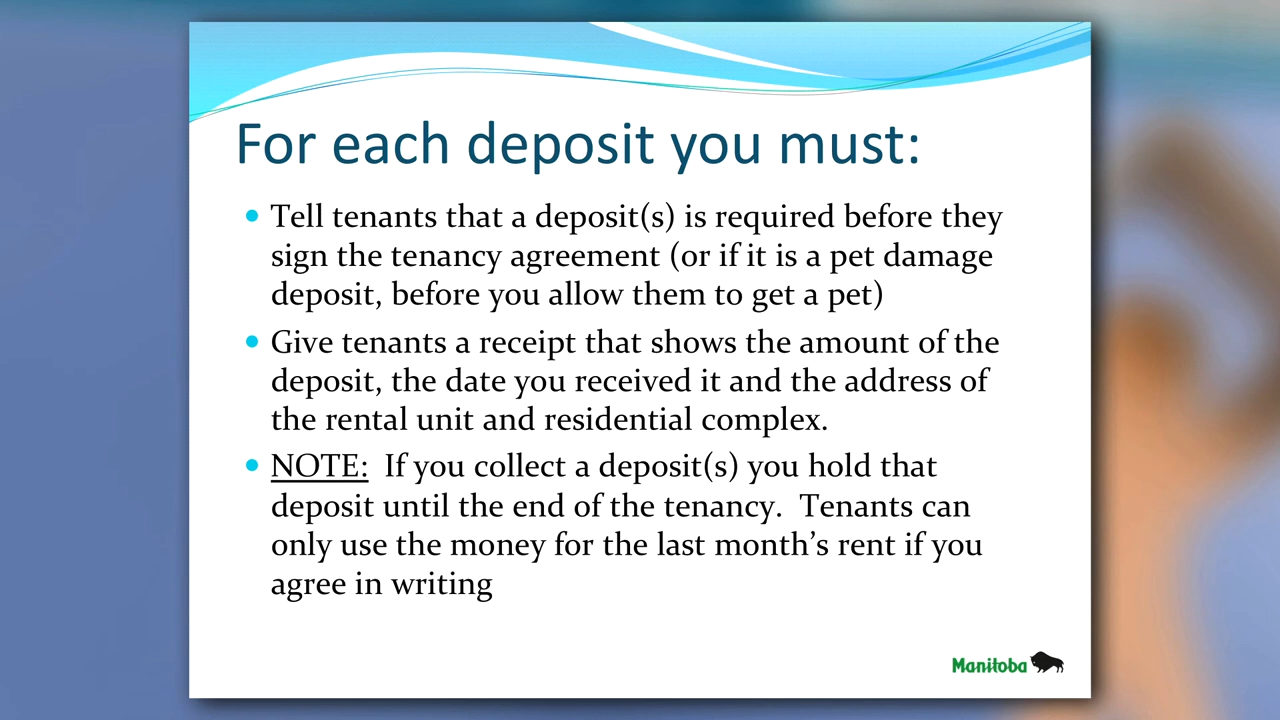 For each deposit you must:
• Tell tenants that a deposit(s) is required before they
sign the tenancy agreement (or if it is a pet damage
deposit, before you allow them to get a pet)
• Give tenants a receipt that shows the amount of the
deposit, the date you received it and the address of
the rental unit and residential complex.
• NOTE:  If you collect a deposit(s) you hold that
deposit until the end of the tenancy.  Tenants can
only use the money for the last month’s rent if you
agree in writing
Manitoba